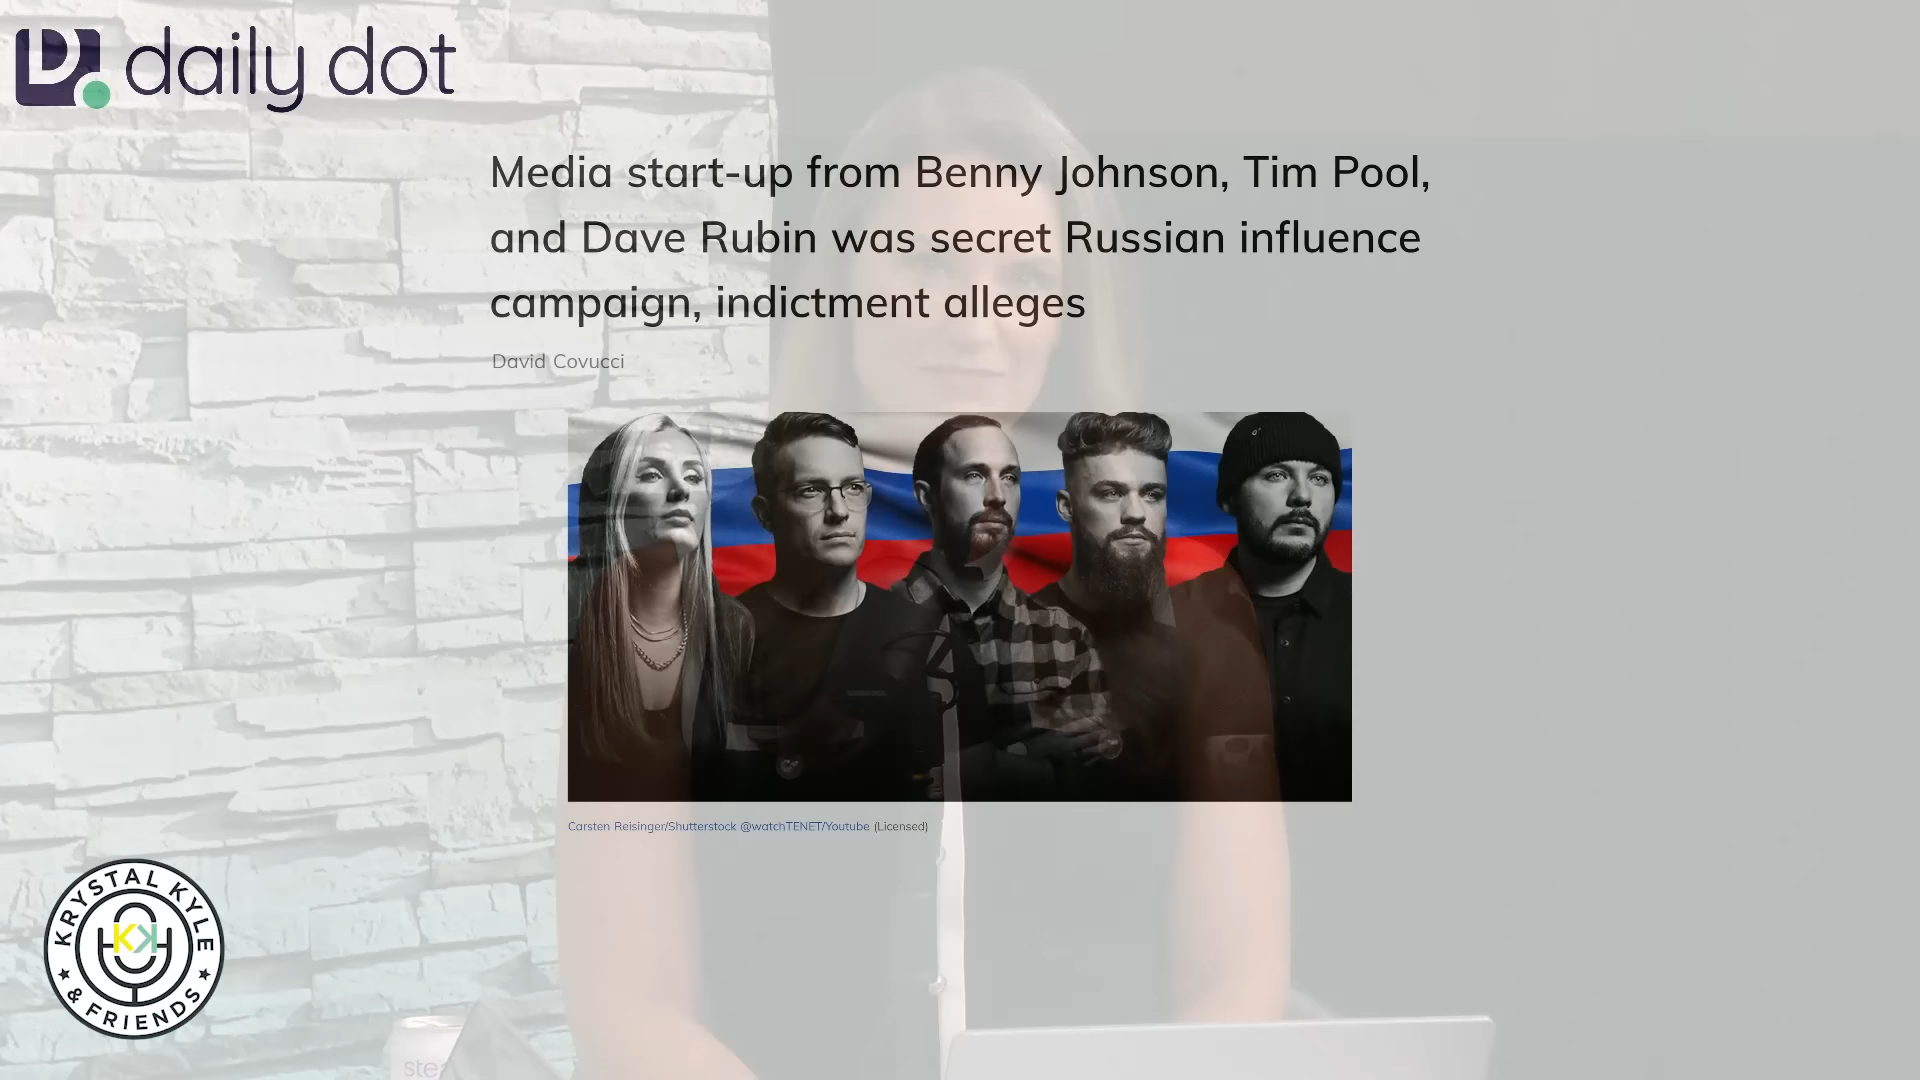 daily dot
Media start-up from Benny Johnson, Tim Pool,
and Dave Rubin was secret Russian influence
campaign, indictment alleges
David Covucci
Carsten Reisinger/Shutterstock @watchTENET/Youtube (Licensed)
KRYSTAL KYLE
KK
& FRIENDS